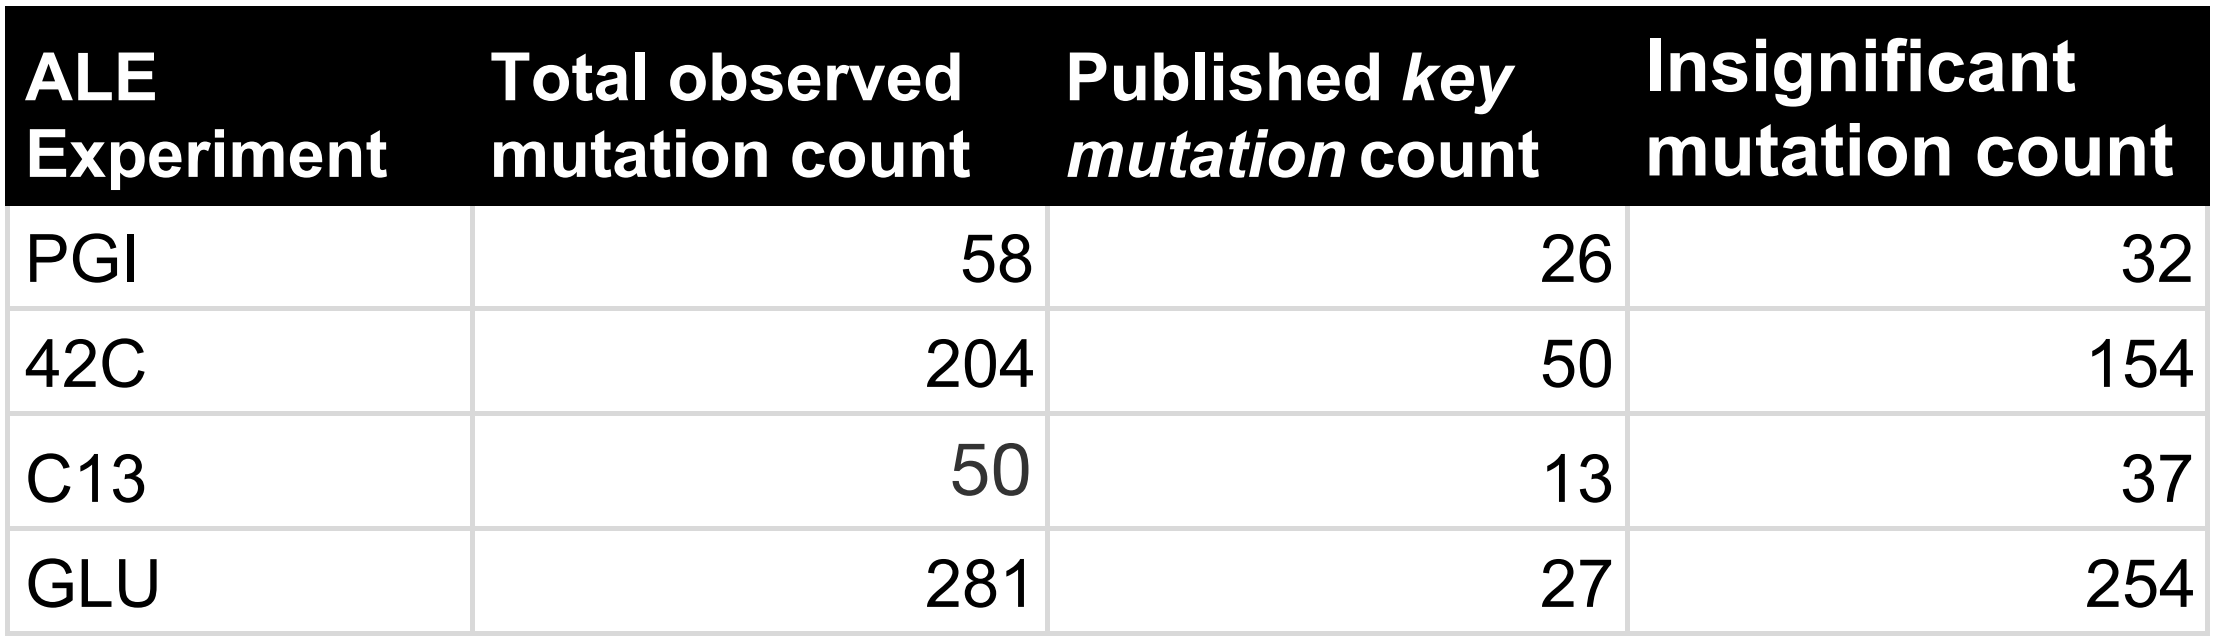 ALE Experiment | Total observed mutation count | Published key mutation count | Insignificant mutation count
PGI | 58 | 26 | 32
42C | 204 | 50 | 154
C13 | 50 | 13 | 37
GLU | 281 | 27 | 254